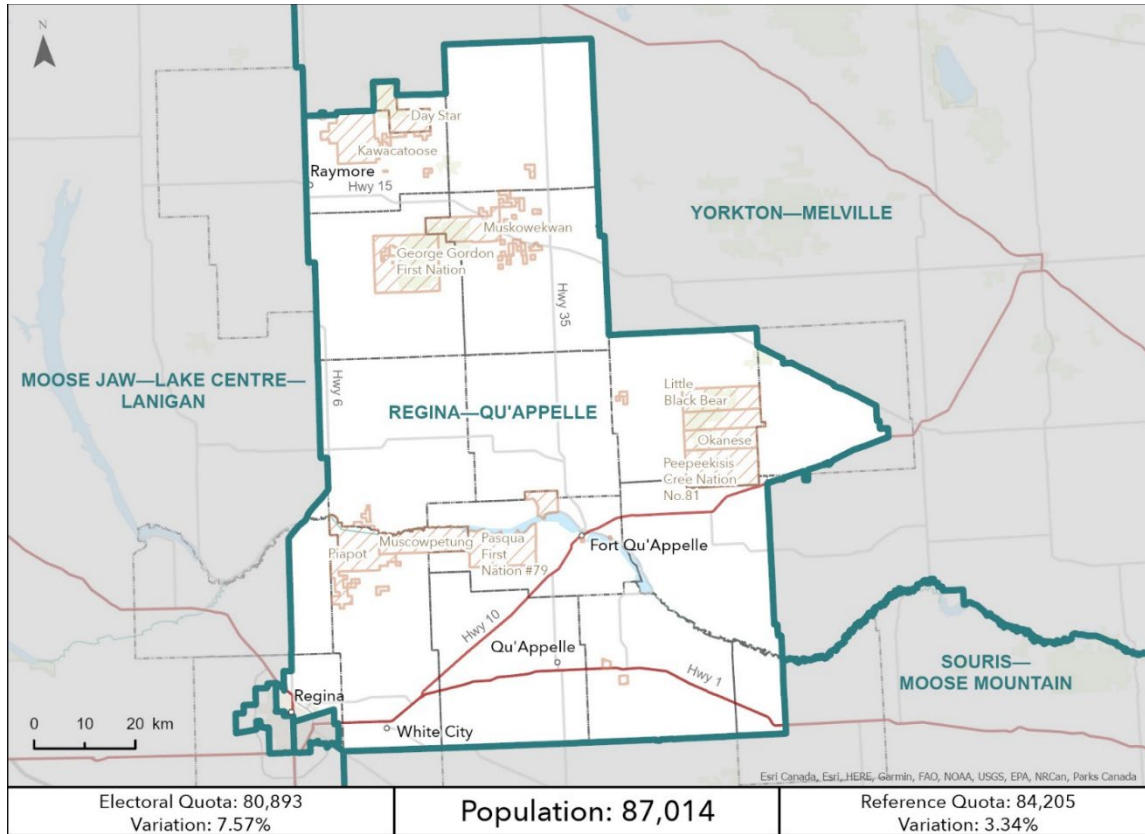 N
Day Star
Kawacatoose
Raymore
Hwy 15
YORKTON—MELVILLE
Muskowekwan
George Gordon
First Nation
Hwy 35
Hwy 6
MOOSE JAW—LAKE CENTRE—
LANIGAN
REGINA—QU'APPELLE
Little
Black Bear
Okanese
Peepeekisis
Cree Nation
No.81
Piapot
Muscowpetung
Pasqua
First
Nation #79
Fort Qu'Appelle
Hwy 10
Qu'Appelle
Hwy 1
SOURIS—
MOOSE MOUNTAIN
Regina
White City
0 10 20 km
Esri Canada, Esri, HERE, Garmin, FAO, NOAA, USGS, EPA, NRCan, Parks Canada
Electoral Quota: 80,893
Variation: 7.57%
Population: 87,014
Reference Quota: 84,205
Variation: 3.34%